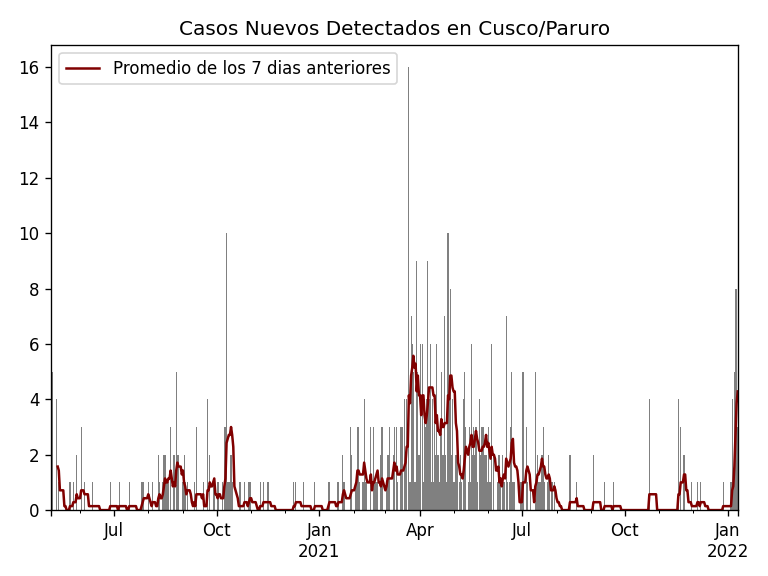 Casos Nuevos Detectados en Cusco/Paruro
Promedio de los 7 dias anteriores
16
14
12
10
8
6
4
2
0
Jul
Oct
Jan
2021
Apr
Jul
Oct
Jan
2022